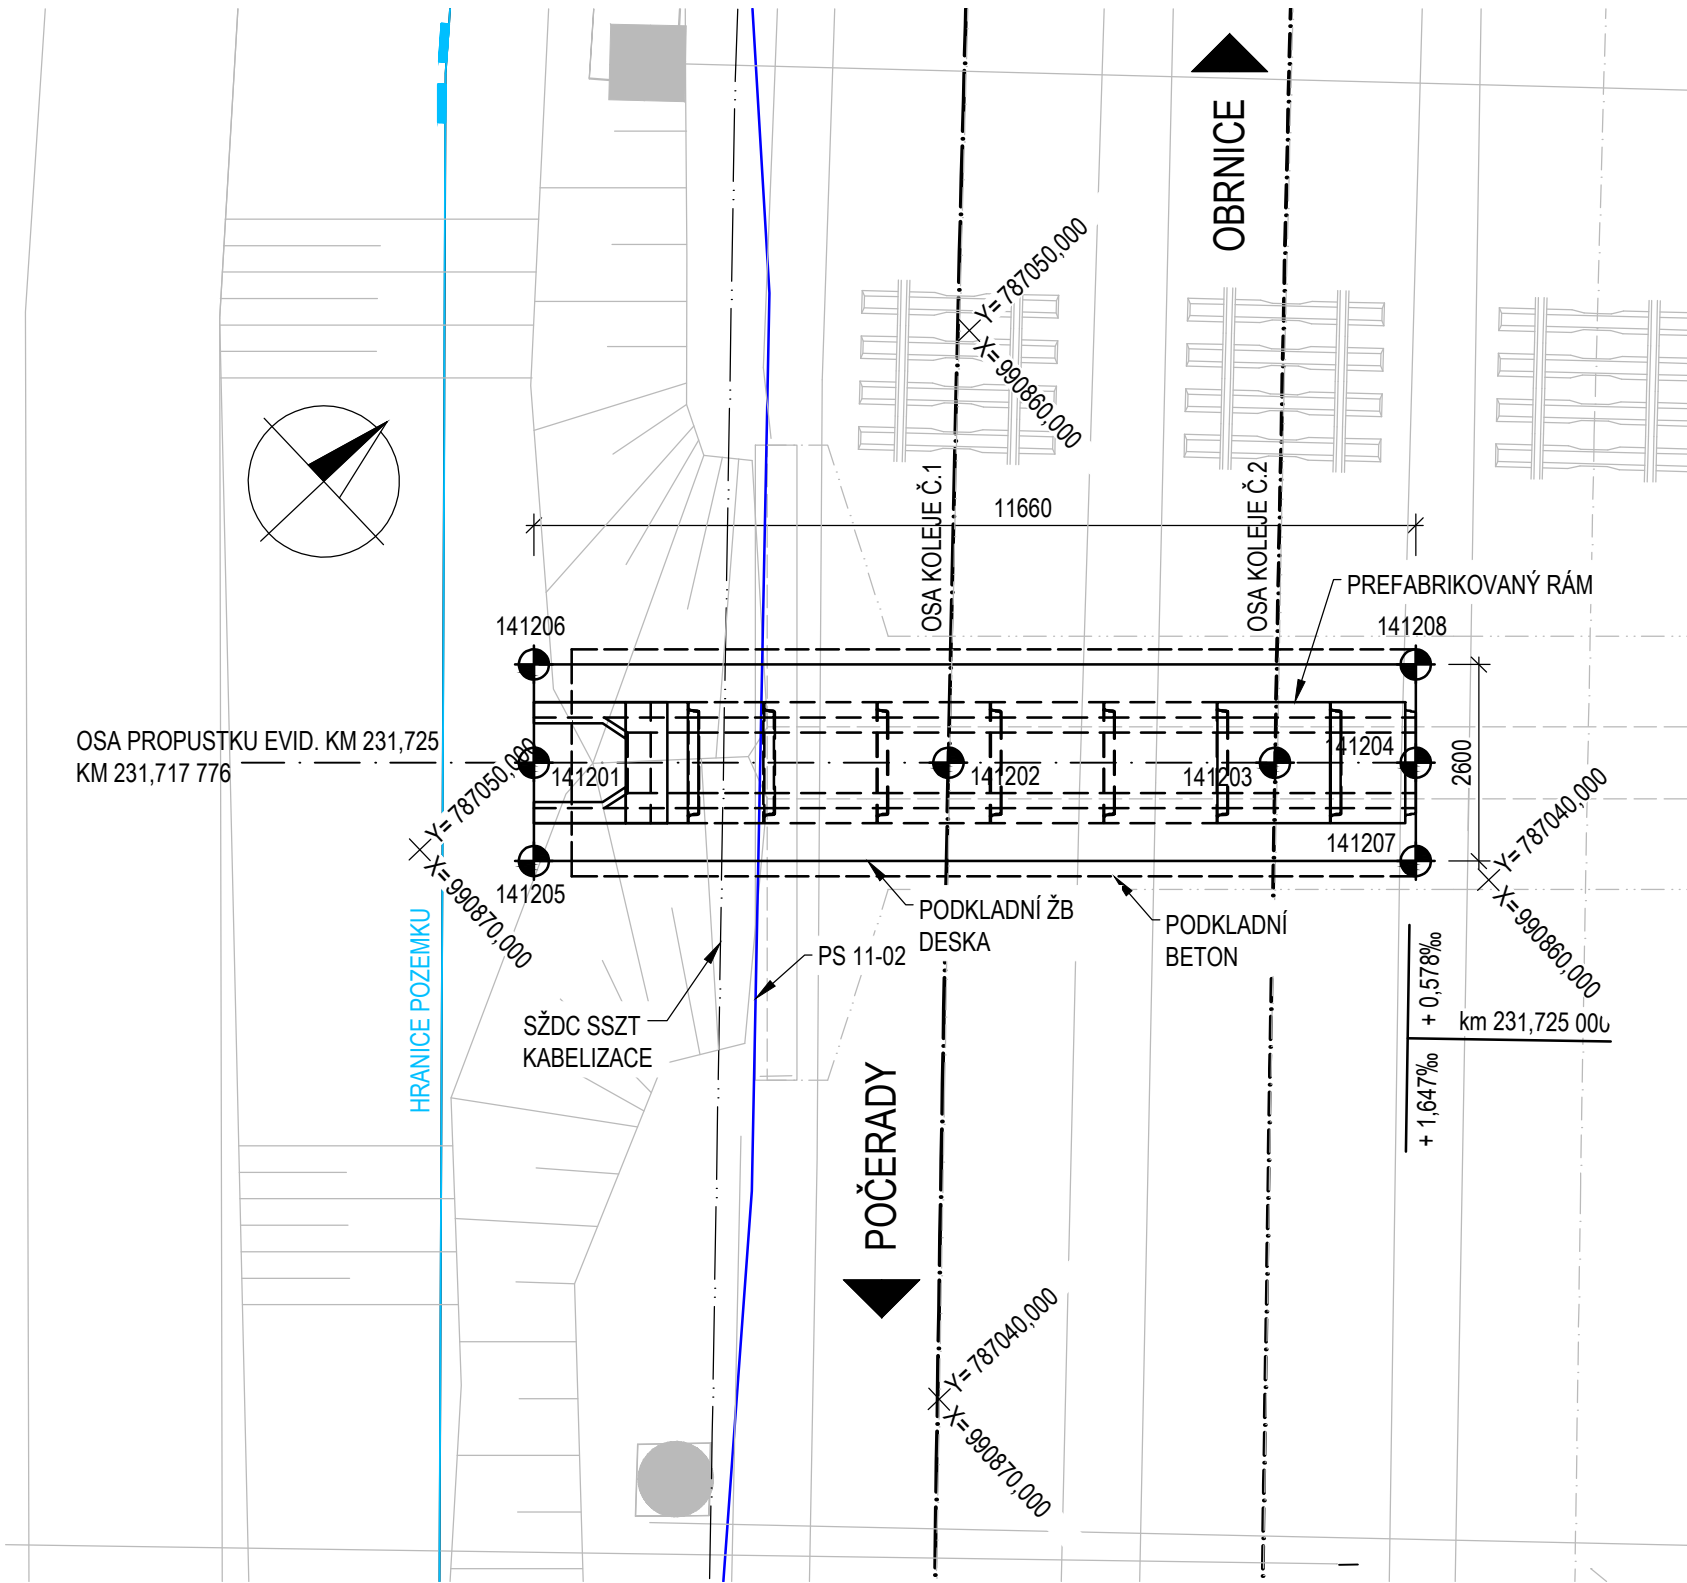 OBRNICE
Y= 787050,000
X= 990860,000
OSA KOLEJE Č.1
OSA KOLEJE Č.2
11660
PREFABRIKOVANÝ RÁM
141206
141208
OSA PROPUSTKU EVID. KM 231,725
KM 231,717 776
141201
141202
141203
141204
2600
Y= 787050,000
X= 990870,000
141207
Y= 787040,000
X= 990860,000
141205
PODKLADNÍ ŽB
DESKA
PODKLADNÍ
BETON
PS 11-02
HRANICE POZEMKU
SŽDC SSZT
KABELIZACE
+ 0,578‰
km 231,725 000
+ 1,647‰
POČERADY
Y= 787040,000
X= 990870,000